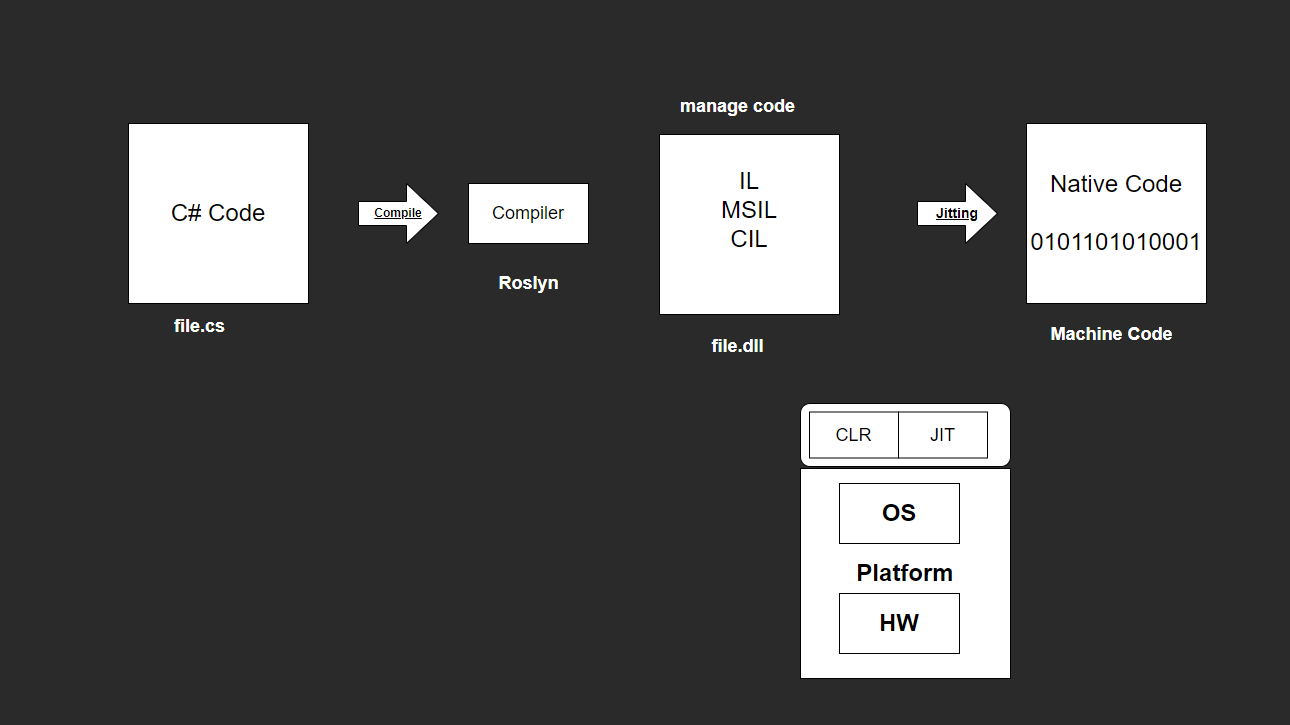 manage code
C# Code
Compile
Compiler
IL
MSIL
CIL
Jitting
Native Code
0101101010001
Roslyn
file.cs
file.dll
Machine Code
CLR
JIT
OS
Platform
HW